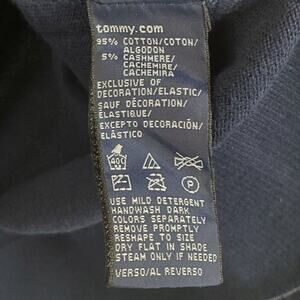 tommy.com
95% COTTON/COTON/
ALGODON
5% CASHMERE/
CACHEMIRE/
CACHEMIRA
EXCLUSIVE OF
DECORATION/ELASTIC/
SAUF DÉCORATION/
ÉLASTIQUE/
EXCEPTO DECORACIÓN/
ELÁSTICO
40C
P
USE MILD DETERGENT
HANDWASH DARK
COLORS SEPARATELY
REMOVE PROMPTLY
RESHAPE TO SIZE
DRY FLAT IN SHADE
STEAM ONLY IF NEEDED
VERSO/AL REVERSO